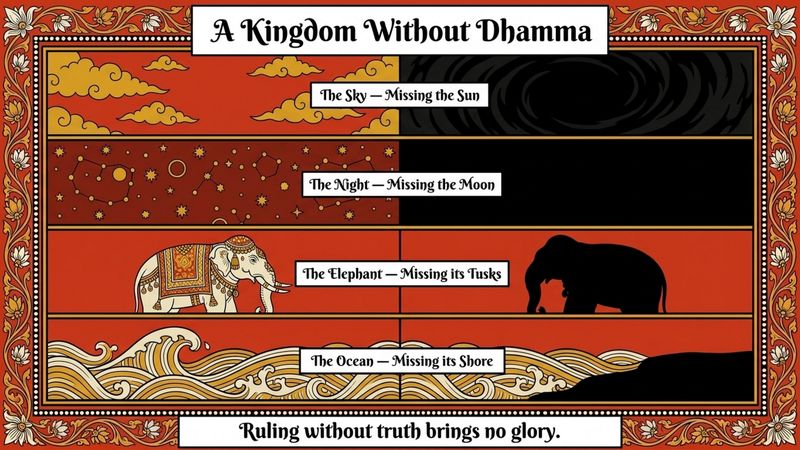 A Kingdom Without Dhamma
The Sky — Missing the Sun
The Night — Missing the Moon
The Elephant — Missing its Tusks
The Ocean — Missing its Shore
Ruling without truth brings no glory.